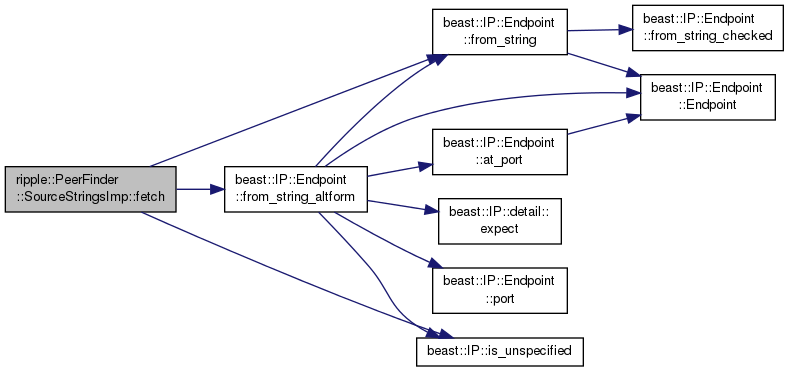 ripple::PeerFinder
::SourceStringsImp::fetch
beast::IP::Endpoint
::from_string_altform
beast::IP::Endpoint
::from_string
beast::IP::Endpoint
::at_port
beast::IP::detail::
expect
beast::IP::Endpoint
::port
beast::IP::is_unspecified
beast::IP::Endpoint
::from_string_checked
beast::IP::Endpoint
::Endpoint